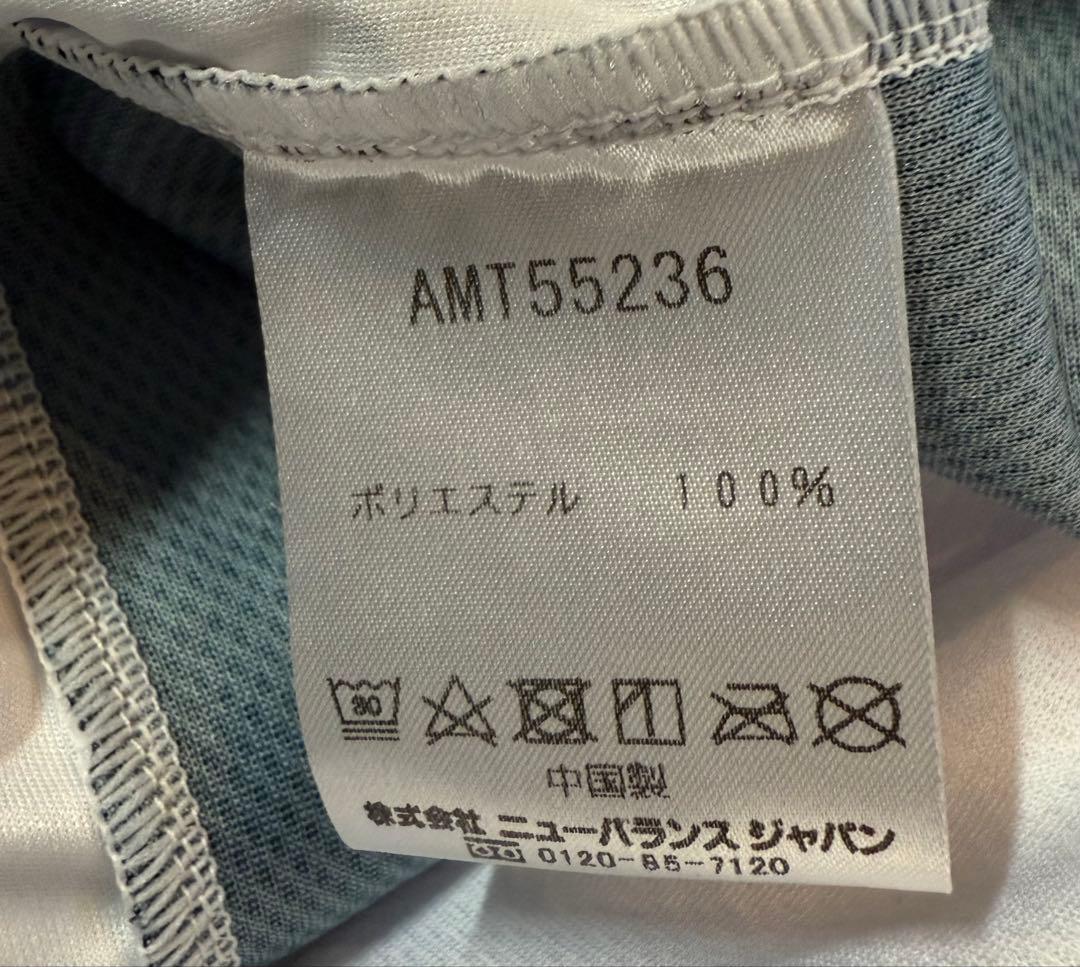 AMT55236
ポリエステル 100%
30
中国製
株式会社 ニューバランス ジャパン
0120-85-7120